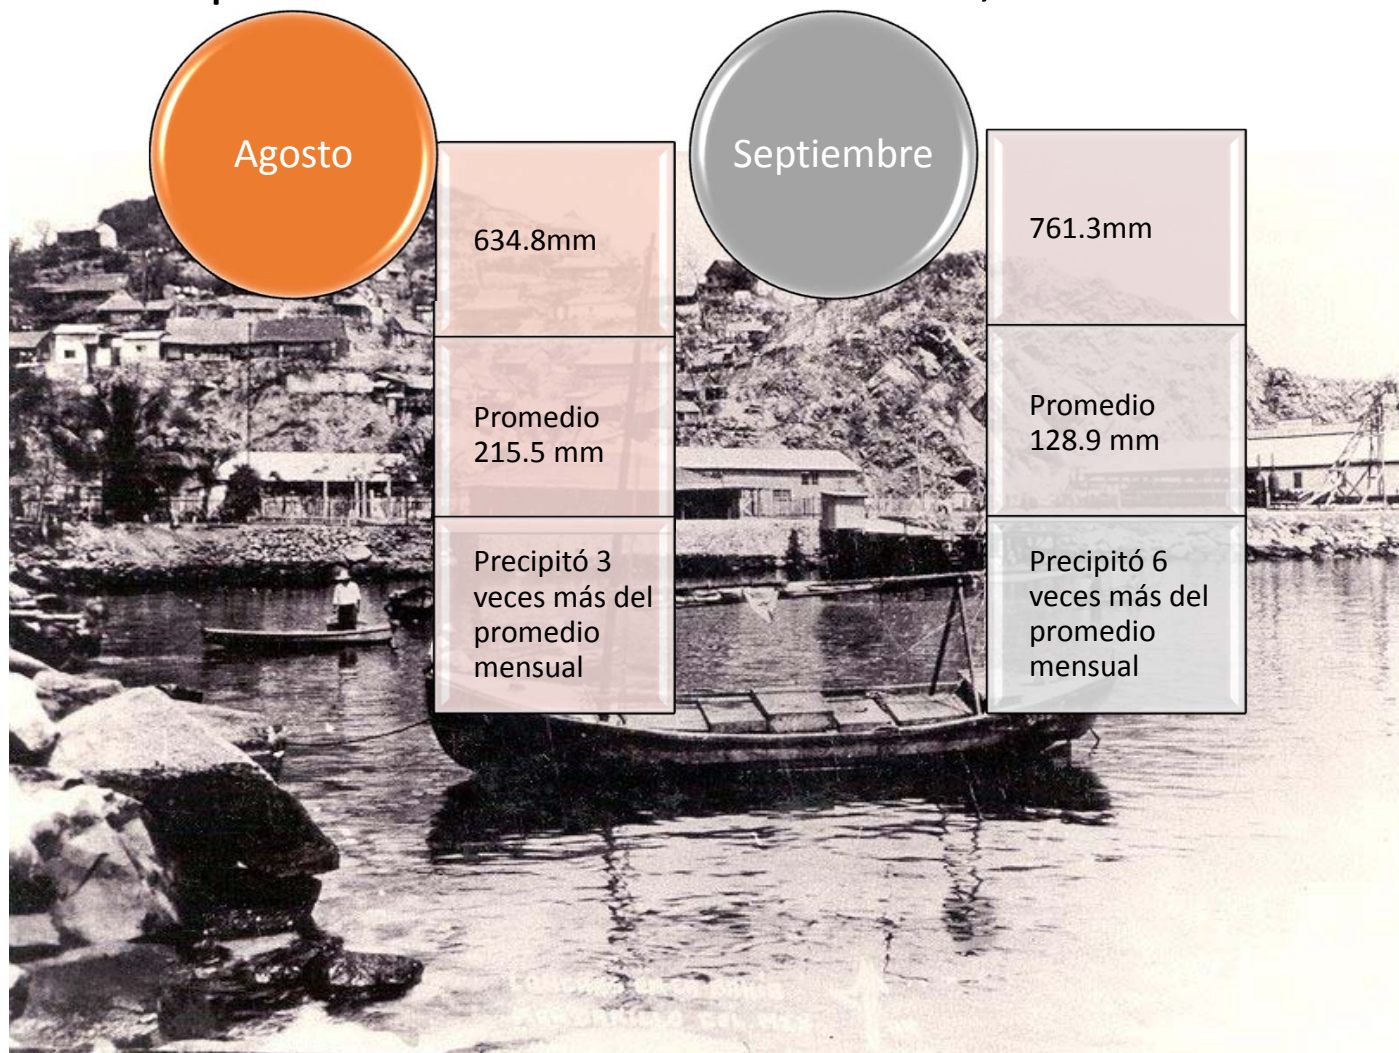 Agosto
634.8mm
Promedio
215.5 mm
Precipitó 3
veces más del
promedio
mensual
Septiembre
761.3mm
Promedio
128.9 mm
Precipitó 6
veces más del
promedio
mensual